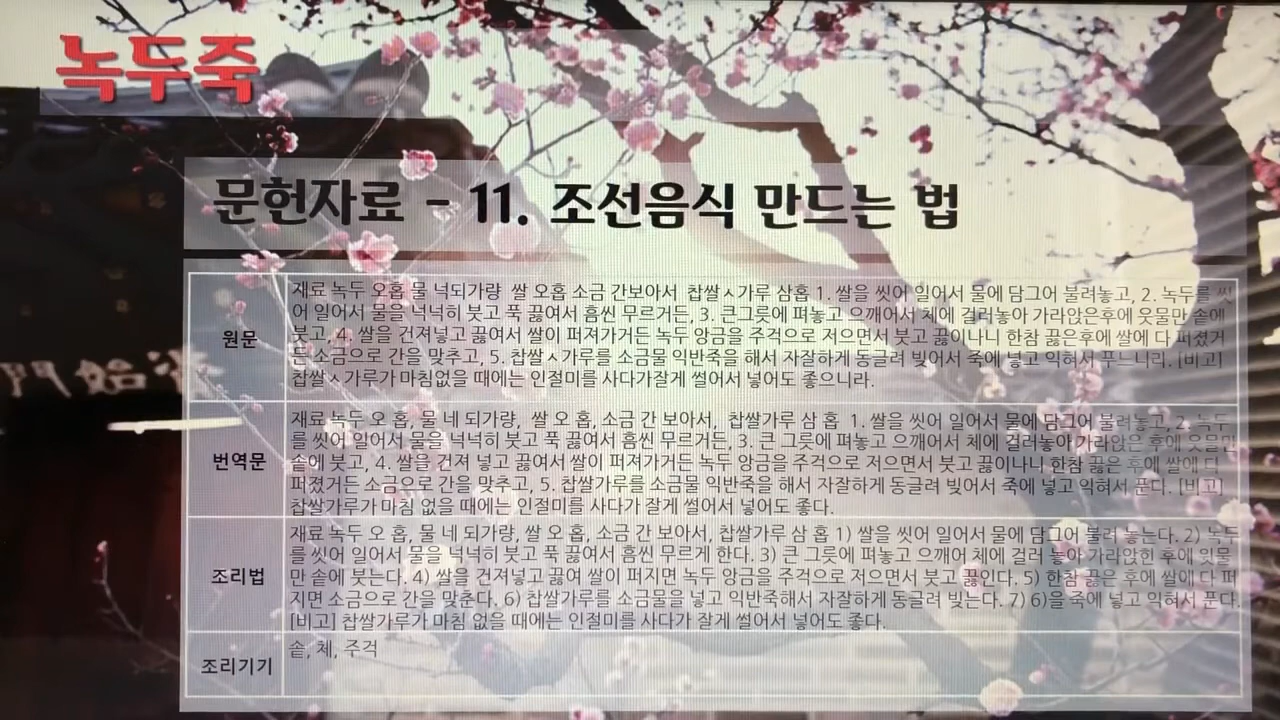 녹두죽
문헌자료 - 11. 조선음식 만드는 법
원문
재료 녹두 오홉 물 넉되가량 쌀 오홉 소금 간보아서 찹쌀ㅅ가루 삼홉 1. 쌀을 씻어 일어서 물에 담그어 불려놓고, 2. 녹두를 씻
어 일어서 물을 넉넉히 붓고 푹 끓여서 흠씬 무르거든, 3. 큰그릇에 퍼놓고 으깨어서 체에 걸러놓아 가라앉은후에 웃물만 솥에
붓고, 4. 쌀을 건져넣고 끓여서 쌀이 퍼져가거든 녹두 앙금을 주걱으로 저으면서 붓고 끓이나니 한참 끓은후에 쌀에 다 퍼졌거
든 소금으로 간을 맞추고, 5. 찹쌀ㅅ가루를 소금물 익반죽을 해서 자잘하게 동글려 빚어서 죽에 넣고 익혀서 푸느니라. [비고]
찹쌀ㅅ가루가 마침없을 때에는 인절미를 사다가잘게 썰어서 넣어도 좋으니라.
번역문
재료 녹두 오 홉, 물 네 되가량, 쌀 오 홉, 소금 간 보아서, 찹쌀가루 삼 홉 1. 쌀을 씻어 일어서 물에 담그어 불려놓고, 2. 녹두
를 씻어 일어서 물을 넉넉히 붓고 푹 끓여서 흠씬 무르거든, 3. 큰 그릇에 퍼놓고 으깨어서 체에 걸러놓아 가라앉은 후에 웃물만
솥에 붓고, 4. 쌀을 건져 넣고 끓여서 쌀이 퍼져가거든 녹두 앙금을 주걱으로 저으면서 붓고 끓이나니 한참 끓은 후에 쌀에 다
퍼졌거든 소금으로 간을 맞추고, 5. 찹쌀가루를 소금물 익반죽을 해서 자잘하게 동글려 빚어서 죽에 넣고 익혀서 푼다. [비고]
찹쌀가루가 마침 없을 때에는 인절미를 사다가 잘게 썰어서 넣어도 좋다.
조리법
재료 녹두 오 홉, 물 네 되가량, 쌀 오 홉, 소금 간 보아서, 찹쌀가루 삼 홉 1) 쌀을 씻어 일어서 물에 담그어 불려 놓는다. 2) 녹두
를 씻어 일어서 물을 넉넉히 붓고 푹 끓여서 흠씬 무르게 한다. 3) 큰 그릇에 퍼놓고 으깨어 체에 걸러 놓아 가라앉힌 후에 윗물
만 솥에 붓는다. 4) 쌀을 건져넣고 끓여 쌀이 퍼지면 녹두 앙금을 주걱으로 저으면서 붓고 끓인다. 5) 한참 끓은 후에 쌀에 다 퍼
지면 소금으로 간을 맞춘다. 6) 찹쌀가루를 소금물을 넣고 익반죽해서 자잘하게 동글려 빚는다. 7) 6)을 죽에 넣고 익혀서 푼다.
[비고] 찹쌀가루가 마침 없을 때에는 인절미를 사다가 잘게 썰어서 넣어도 좋다.
조리기기
솥, 체, 주걱